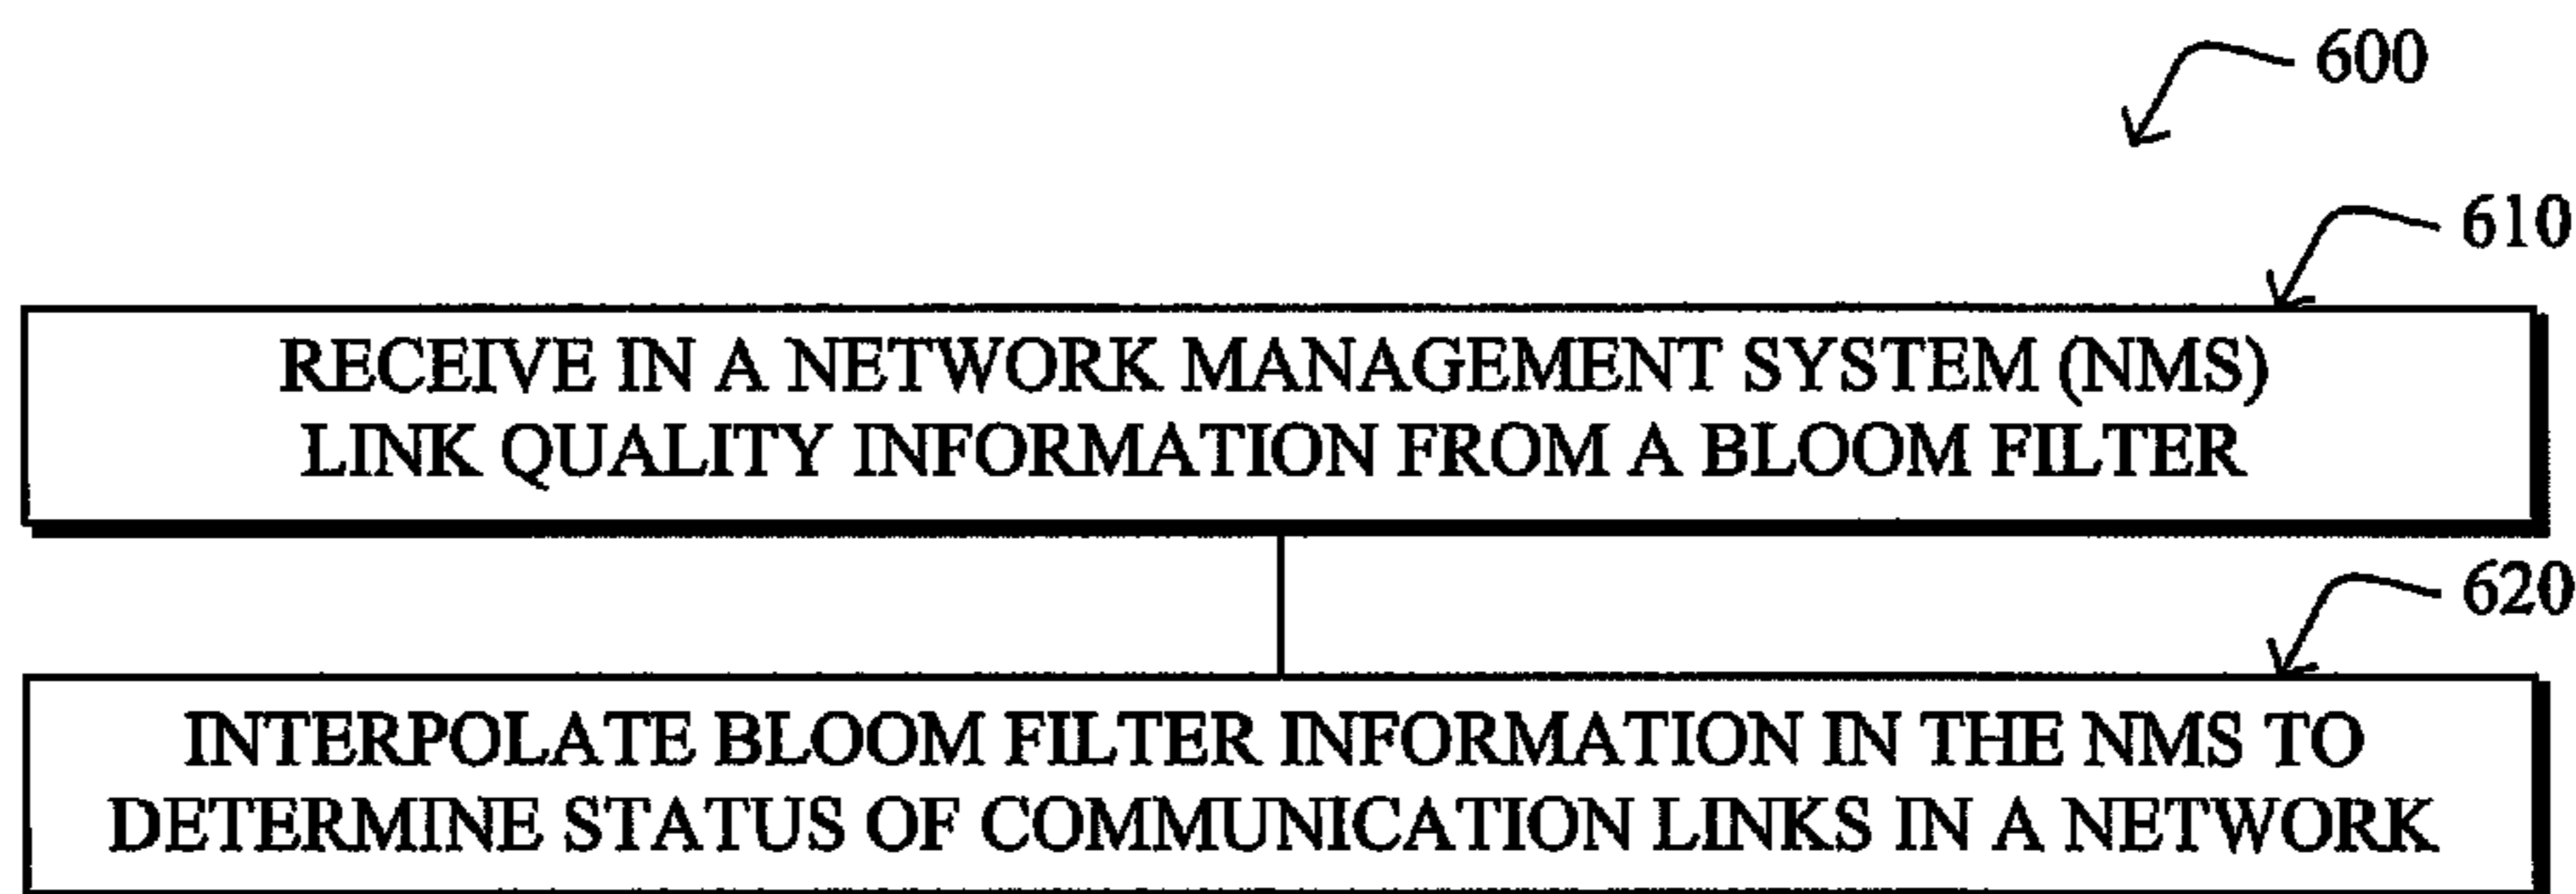 600
610
RECEIVE IN A NETWORK MANAGEMENT SYSTEM (NMS)
LINK QUALITY INFORMATION FROM A BLOOM FILTER
620
INTERPOLATE BLOOM FILTER INFORMATION IN THE NMS TO
DETERMINE STATUS OF COMMUNICATION LINKS IN A NETWORK